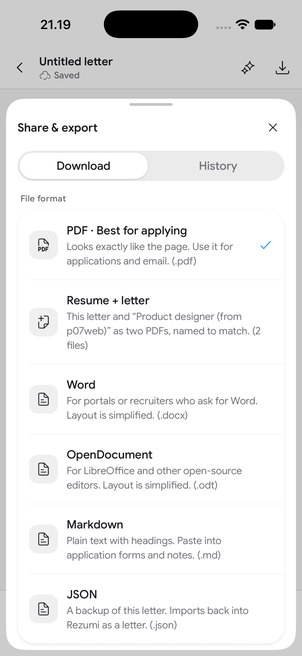 21.19
Untitled letter
Saved
Share & export
Download
History
File format
PDF · Best for applying
Looks exactly like the page. Use it for
applications and email. (.pdf)
PDF
Resume + letter
This letter and “Product designer (from
p07web)” as two PDFs, named to match. (2
files)
Word
For portals or recruiters who ask for Word.
Layout is simplified. (.docx)
OpenDocument
For LibreOffice and other open-source
editors. Layout is simplified. (.odt)
Markdown
Plain text with headings. Paste into
application forms and notes. (.md)
JSON
A backup of this letter. Imports back into
Rezumi as a letter. (.json)